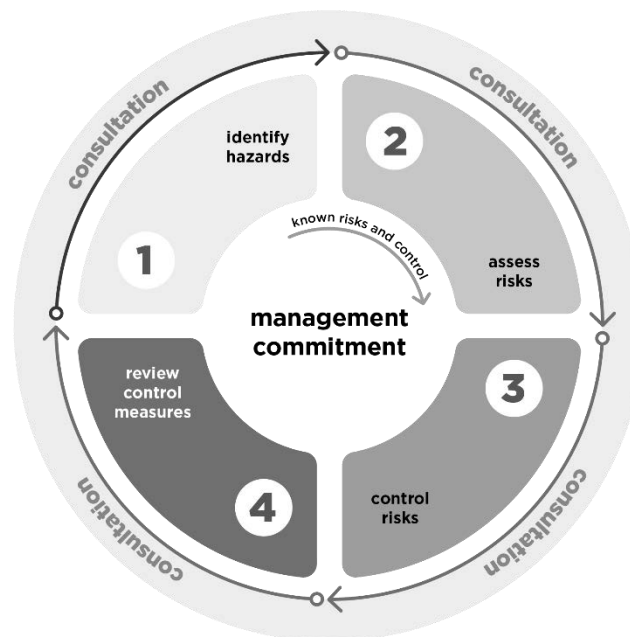 consultation
consultation
identify
hazards
1
2
assess
risks
known risks and control
management
commitment
review
control
measures
4
3
control
risks
consultation
consultation